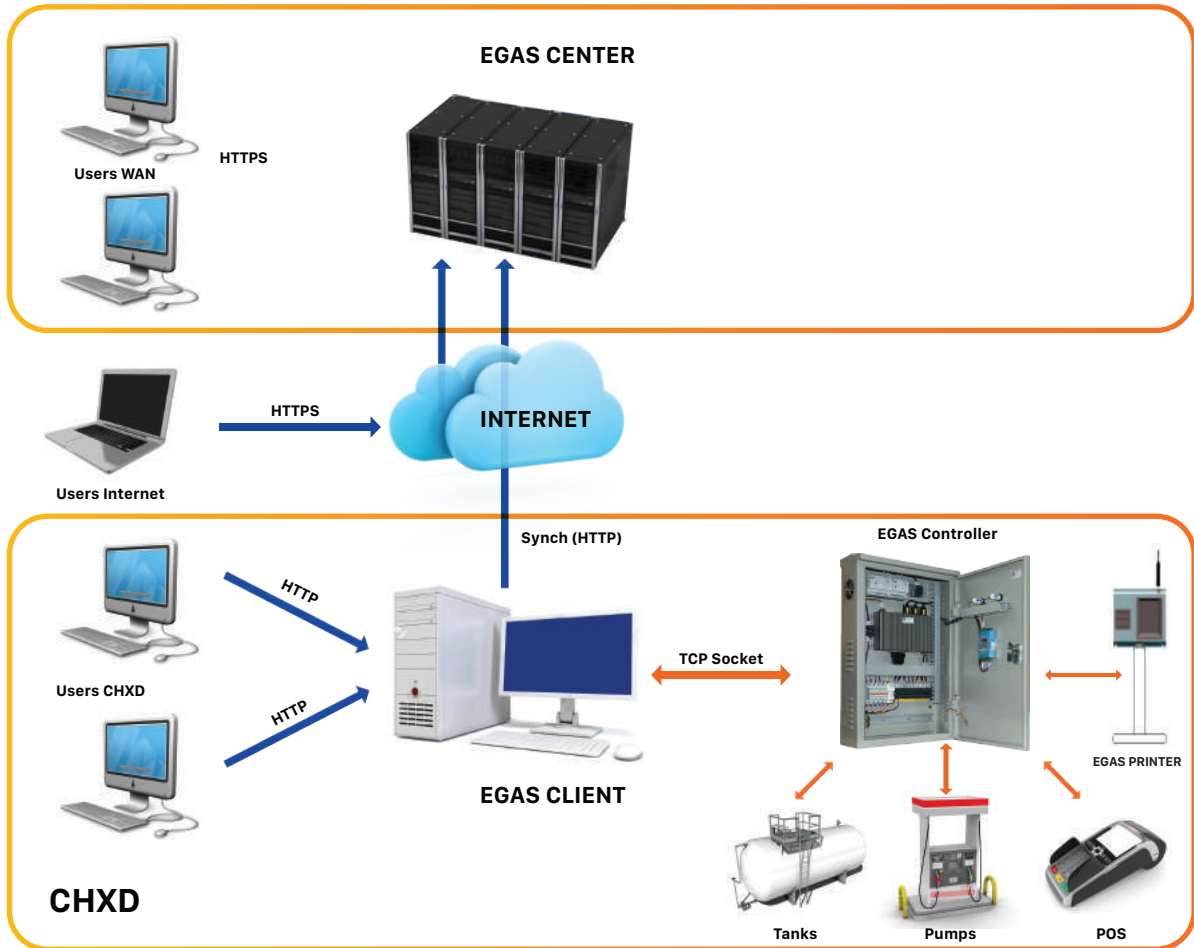 EGAS CENTER
Users WAN
HTTPS
HTTPS
INTERNET
Users Internet
Synch (HTTP)
EGAS Controller
HTTP
TCP Socket
Users CHXD
HTTP
EGAS PRINTER
EGAS CLIENT
CHXD
Tanks
Pumps
POS